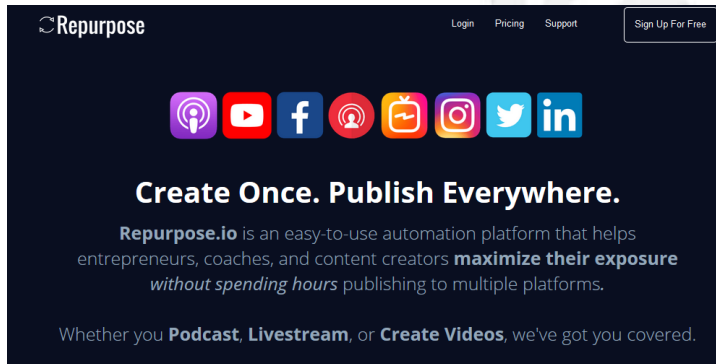 Repurpose
Login Pricing Support Sign Up For Free
in
Create Once. Publish Everywhere.
Repurpose.io is an easy-to-use automation platform that helps
entrepreneurs, coaches, and content creators maximize their exposure
without spending hours publishing to multiple platforms.
Whether you Podcast, Livestream, or Create Videos, we've got you covered.